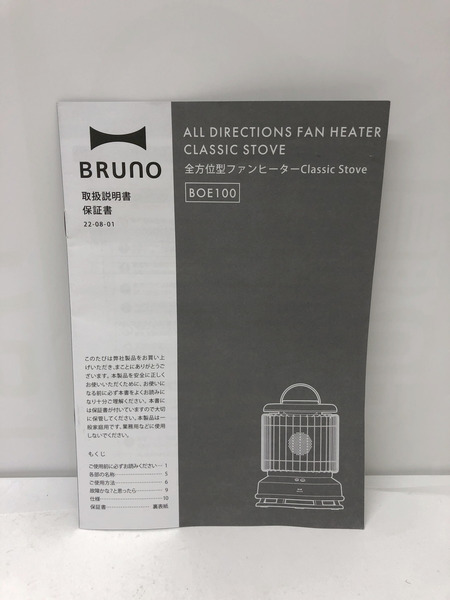 BRUNO
取扱説明書
保証書
22-08-01
ALL DIRECTIONS FAN HEATER
CLASSIC STOVE
全方位型ファンヒーターClassic Stove
BOE100
このたびは弊社製品をお買い上
げいただき、まことにありがとうご
ざいます。本製品を安全に正しく
お使いいただくために、お使いに
なる前に必ず本書をよくお読みに
なり十分ご理解ください。本書に
は保証書が付いていますので大切
に保管してください。本製品は一
般家庭用です。業務用などに使用
しないでください。
もくじ
ご使用前に必ずお読みください…1
各部の名称……5
ご使用方法……6
故障かな?と思ったら……9
仕様……10
保証書……裏表紙